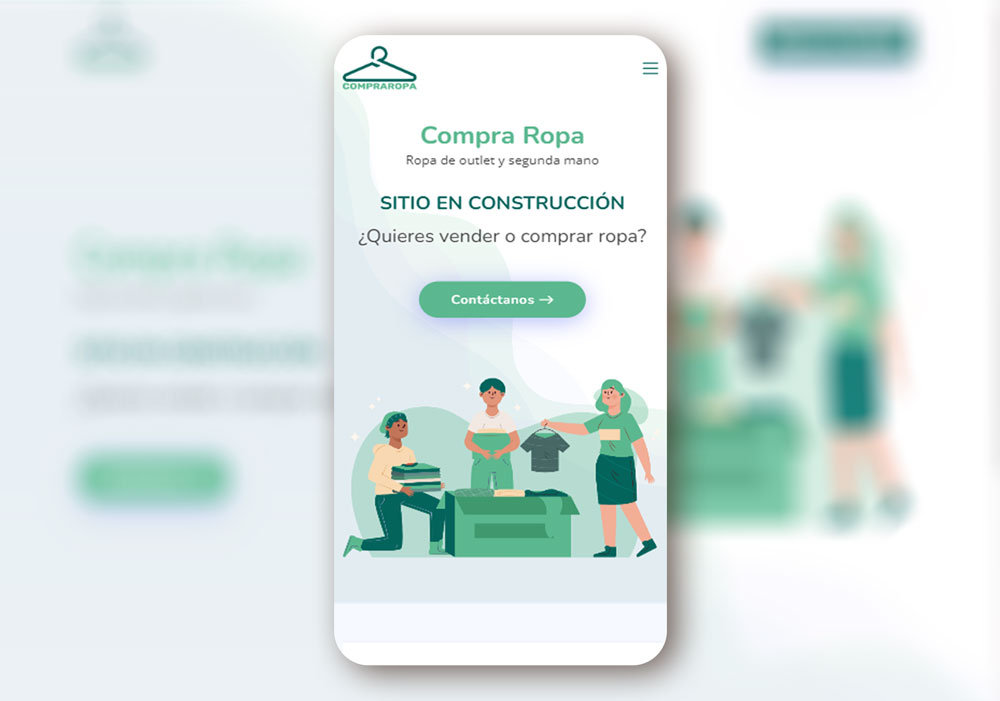 COMPRAROPA
Compra Ropa
Ropa de outlet y segunda mano
SITIO EN CONSTRUCCIÓN
¿Quieres vender o comprar ropa?
Contáctanos →